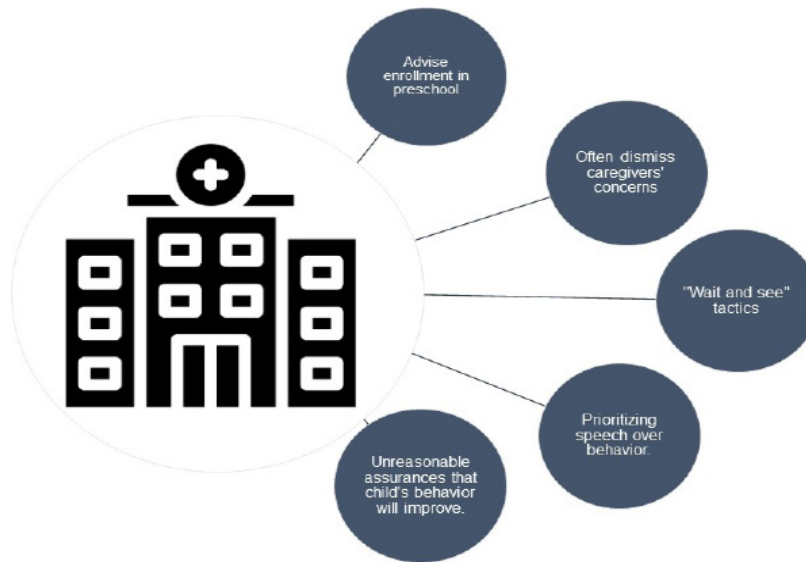 Advise
enrollment in
preschool
Often dismiss
caregivers'
concerns
"Wait and see"
tactics
Prioritizing
speech over
behavior.
Unreasonable
assurances that
child's behavior
will improve.